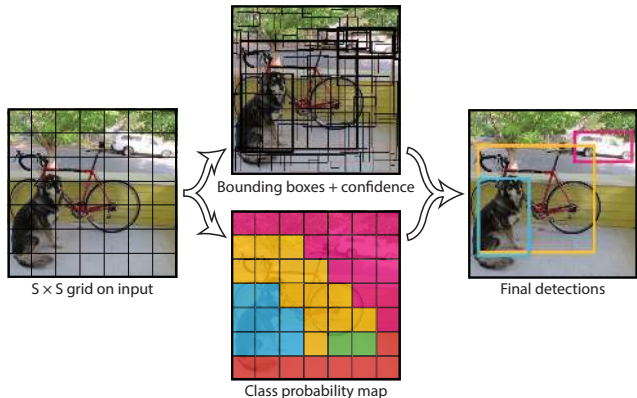 Bounding boxes + confidence
S × S grid on input
Final detections
Class probability map